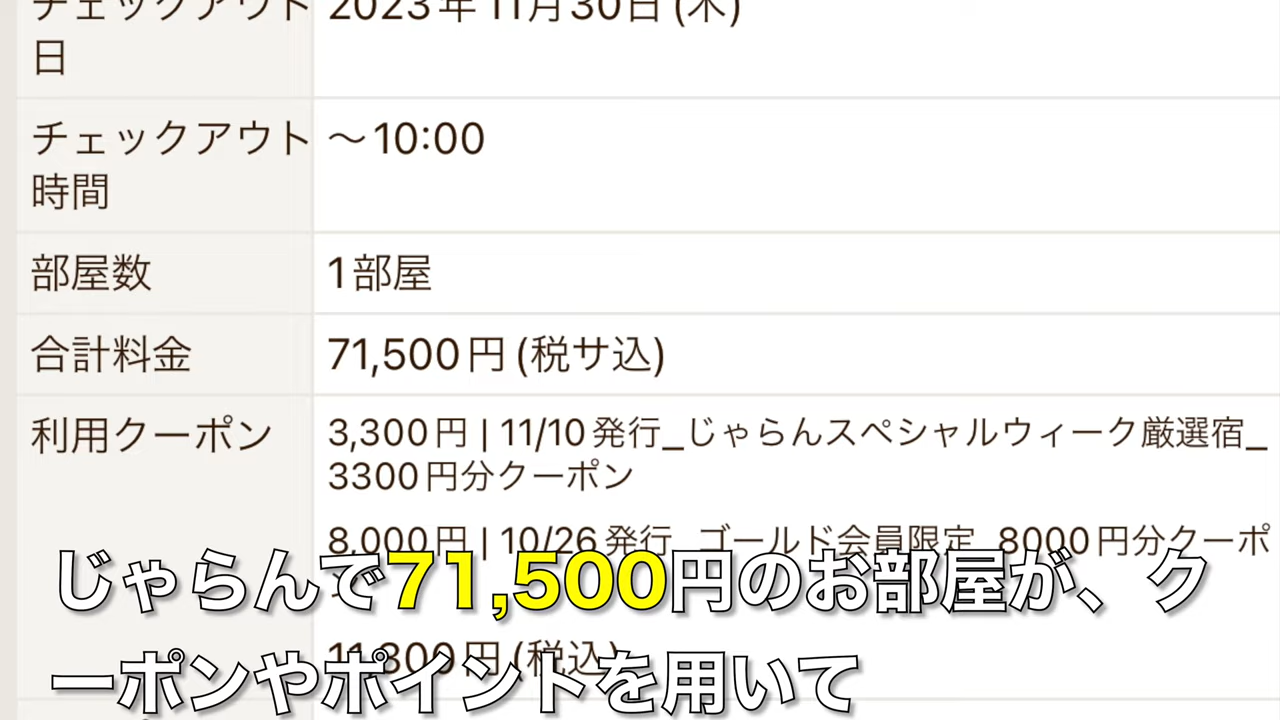 チェックアウト 2023年11月30日(木)
日
チェックアウト ～10:00
時間
部屋数 1部屋
合計料金 71,500円(税サ込)
利用クーポン 3,300円 | 11/10発行_じゃらんスペシャルウィーク厳選宿_
3300円分クーポン
8,000円 | 10/26発行_ゴールド会員限定_8000円分クーポ
じゃらんで71,500円のお部屋が、ク
11,300円(税込)
ーポンやポイントを用いて